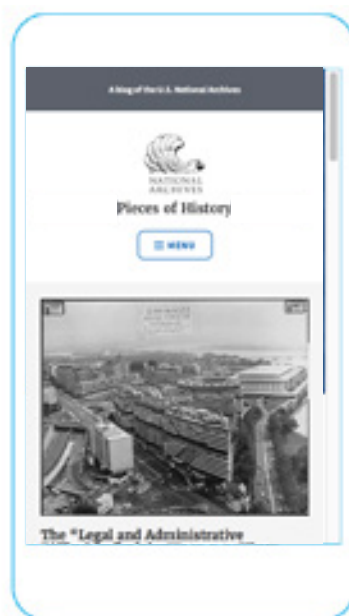 A blog of the U.S. National Archives
NATIONAL
ARCHIVES
Pieces of History
☰ MENU
The "Legal and Administrative